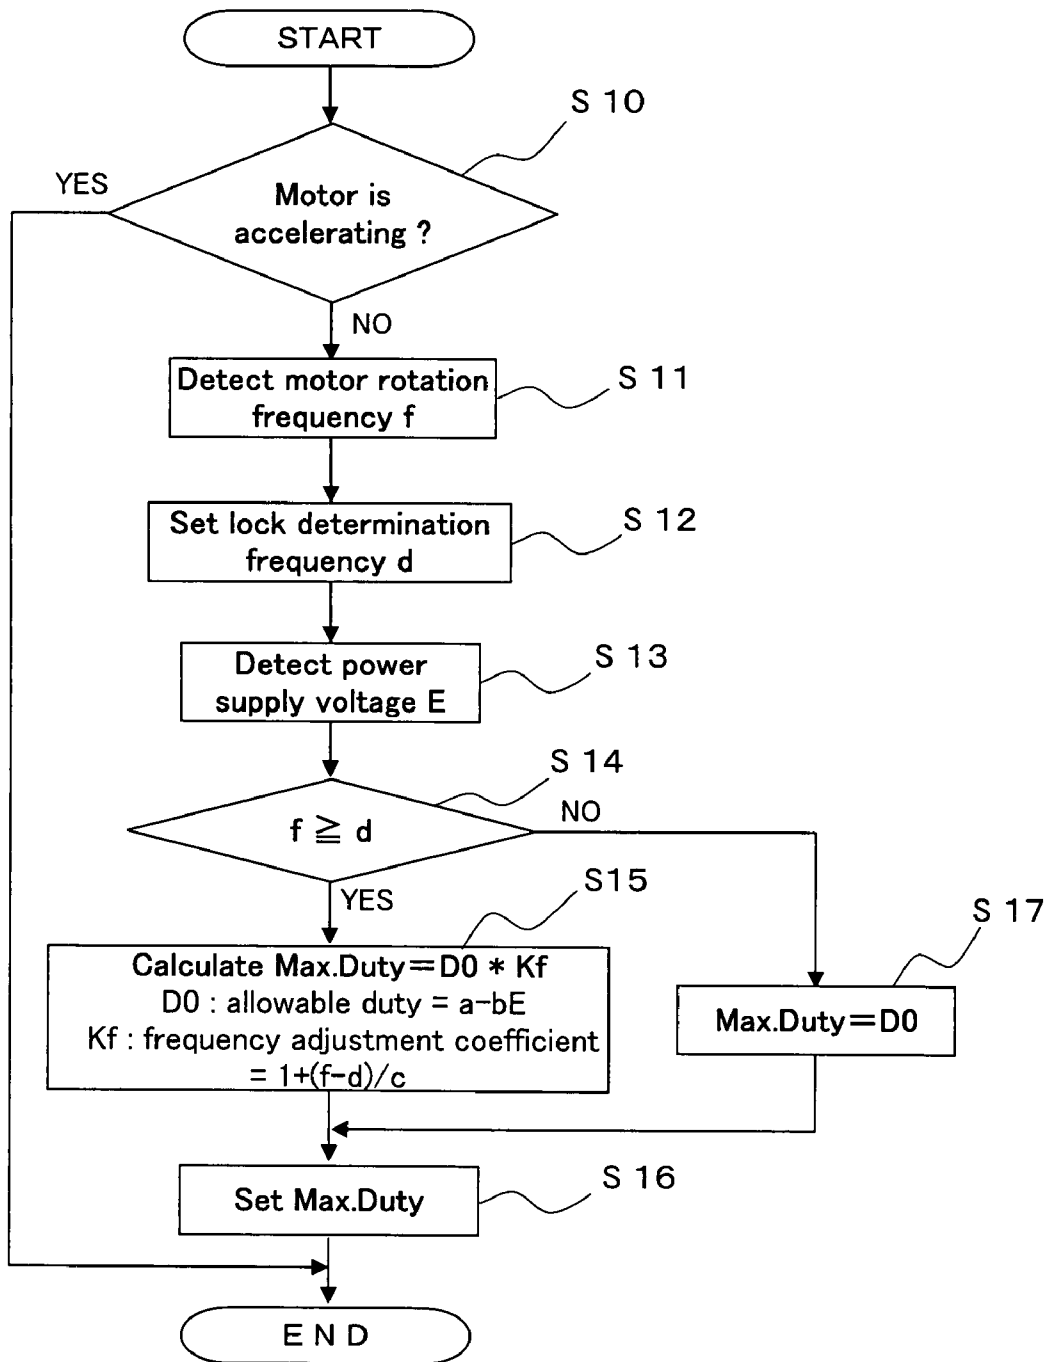 START
S 10
YES
Motor is
accelerating ?
NO
Detect motor rotation
frequency f
S 11
Set lock determination
frequency d
S 12
Detect power
supply voltage E
S 13
S 14
f ≧ d
NO
YES
S15
Calculate Max.Duty=D0 * Kf
D0 : allowable duty = a-bE
Kf : frequency adjustment coefficient
= 1+(f-d)/c
S 17
Max.Duty=D0
Set Max.Duty
S 16
E N D